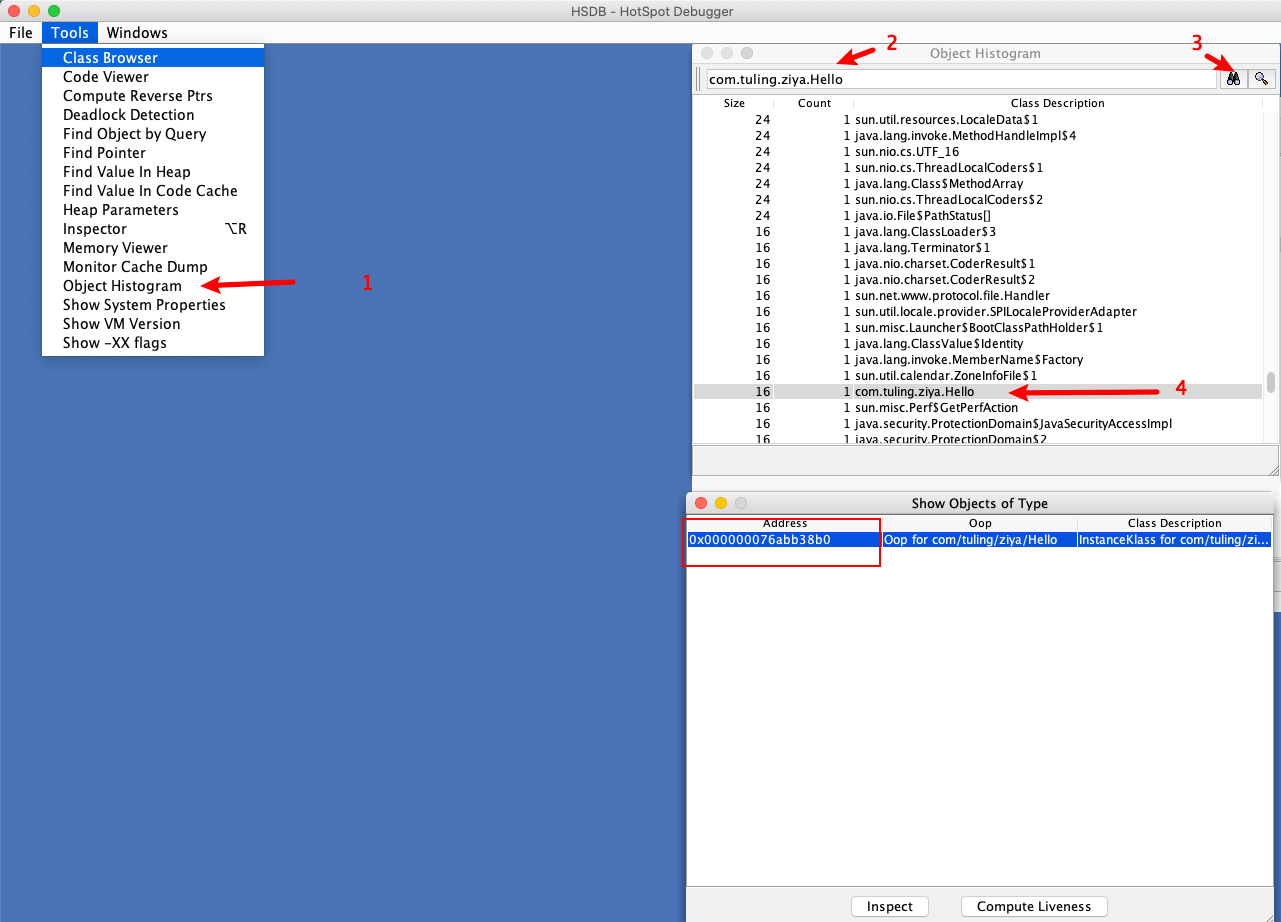 HSDB - HotSpot Debugger
File Tools Windows
Class Browser
Code Viewer
Compute Reverse Ptrs
Deadlock Detection
Find Object by Query
Find Pointer
Find Value In Heap
Find Value In Code Cache
Heap Parameters
Inspector ⌥R
Memory Viewer
Monitor Cache Dump
Object Histogram
Show System Properties
Show VM Version
Show -XX flags
1
2
3
Object Histogram
com.tuling.ziya.Hello
Size Count Class Description
24 1 sun.util.resources.LocaleData$1
24 1 java.lang.invoke.MethodHandleImpl$4
24 1 sun.nio.cs.UTF_16
24 1 sun.nio.cs.ThreadLocalCoders$1
24 1 java.lang.Class$MethodArray
24 1 sun.nio.cs.ThreadLocalCoders$2
24 1 java.io.File$PathStatus[]
16 1 java.lang.ClassLoader$3
16 1 java.lang.Terminator$1
16 1 java.nio.charset.CoderResult$1
16 1 java.nio.charset.CoderResult$2
16 1 sun.net.www.protocol.file.Handler
16 1 sun.util.locale.provider.SPILocaleProviderAdapter
16 1 sun.misc.Launcher$BootClassPathHolder$1
16 1 java.lang.ClassValue$Identity
16 1 java.lang.invoke.MemberName$Factory
16 1 sun.util.calendar.ZoneInfoFile$1
16 1 com.tuling.ziya.Hello
4
16 1 sun.misc.Perf$GetPerfAction
16 1 java.security.ProtectionDomain$JavaSecurityAccessImpl
16 1 java.security.ProtectionDomain$2
Show Objects of Type
Address Oop Class Description
0x000000076abb38b0 Oop for com/tuling/ziya/Hello InstanceKlass for com/tuling/zi...
Inspect Compute Liveness